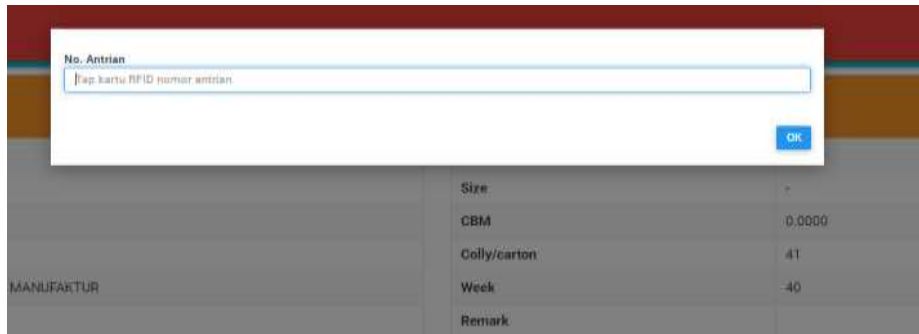 No. Antrian
Tap kartu RFID nomor antrian
OK
Size -
CBM 0.0000
Colly/carton 41
MANUFAKTUR Week 40
Remark